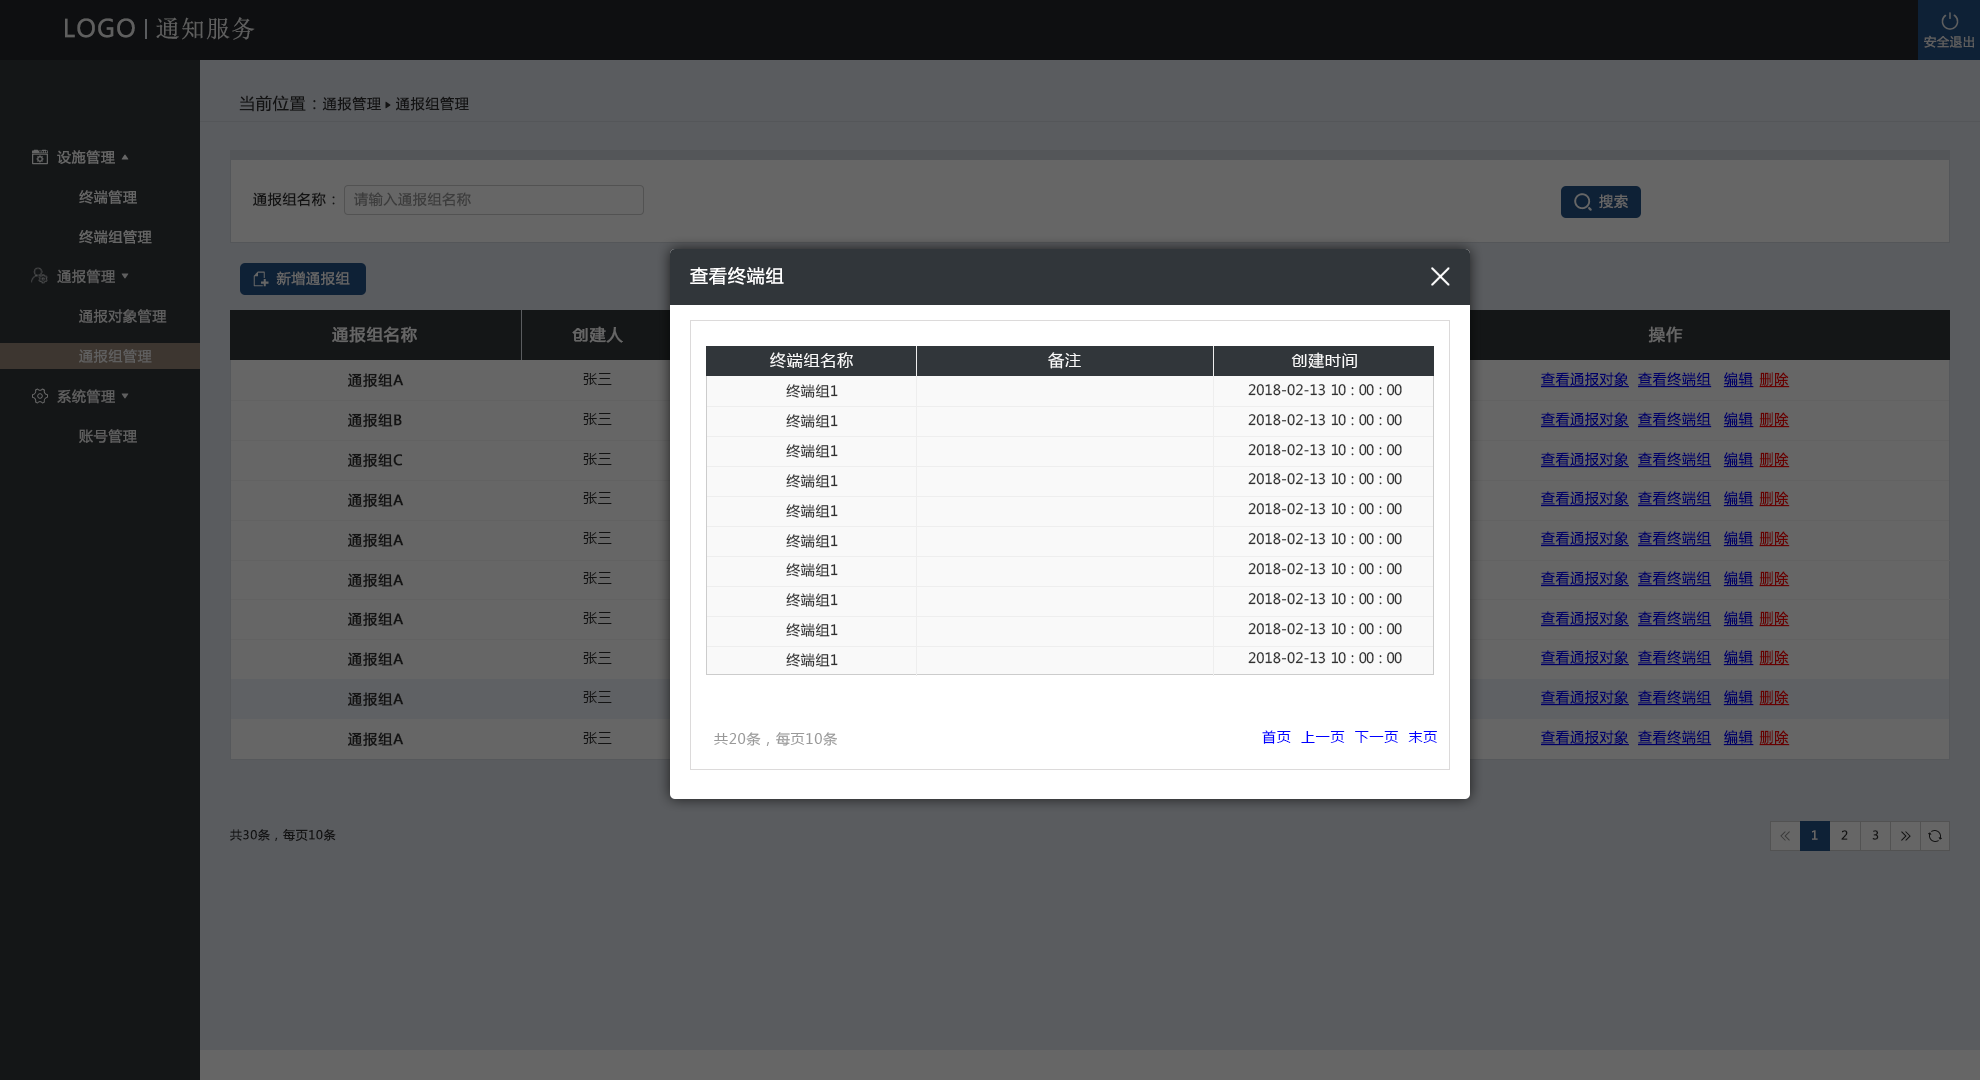 LOGO | 通知服务
安全退出
当前位置：通报管理 ▸ 通报组管理
设施管理
终端管理
终端组管理
通报管理
通报对象管理
通报组管理
系统管理
账号管理
通报组名称： 请输入通报组名称
搜索
新增通报组
通报组名称 创建人 操作
通报组A 张三 查看通报对象 查看终端组 编辑 删除
通报组B 张三 查看通报对象 查看终端组 编辑 删除
通报组C 张三 查看通报对象 查看终端组 编辑 删除
通报组A 张三 查看通报对象 查看终端组 编辑 删除
通报组A 张三 查看通报对象 查看终端组 编辑 删除
通报组A 张三 查看通报对象 查看终端组 编辑 删除
通报组A 张三 查看通报对象 查看终端组 编辑 删除
通报组A 张三 查看通报对象 查看终端组 编辑 删除
通报组A 张三 查看通报对象 查看终端组 编辑 删除
通报组A 张三 查看通报对象 查看终端组 编辑 删除
查看终端组
终端组名称 备注 创建时间
终端组1 2018-02-13 10：00：00
终端组1 2018-02-13 10：00：00
终端组1 2018-02-13 10：00：00
终端组1 2018-02-13 10：00：00
终端组1 2018-02-13 10：00：00
终端组1 2018-02-13 10：00：00
终端组1 2018-02-13 10：00：00
终端组1 2018-02-13 10：00：00
终端组1 2018-02-13 10：00：00
终端组1 2018-02-13 10：00：00
共20条，每页10条 首页 上一页 下一页 末页
共30条，每页10条 « 1 2 3 »